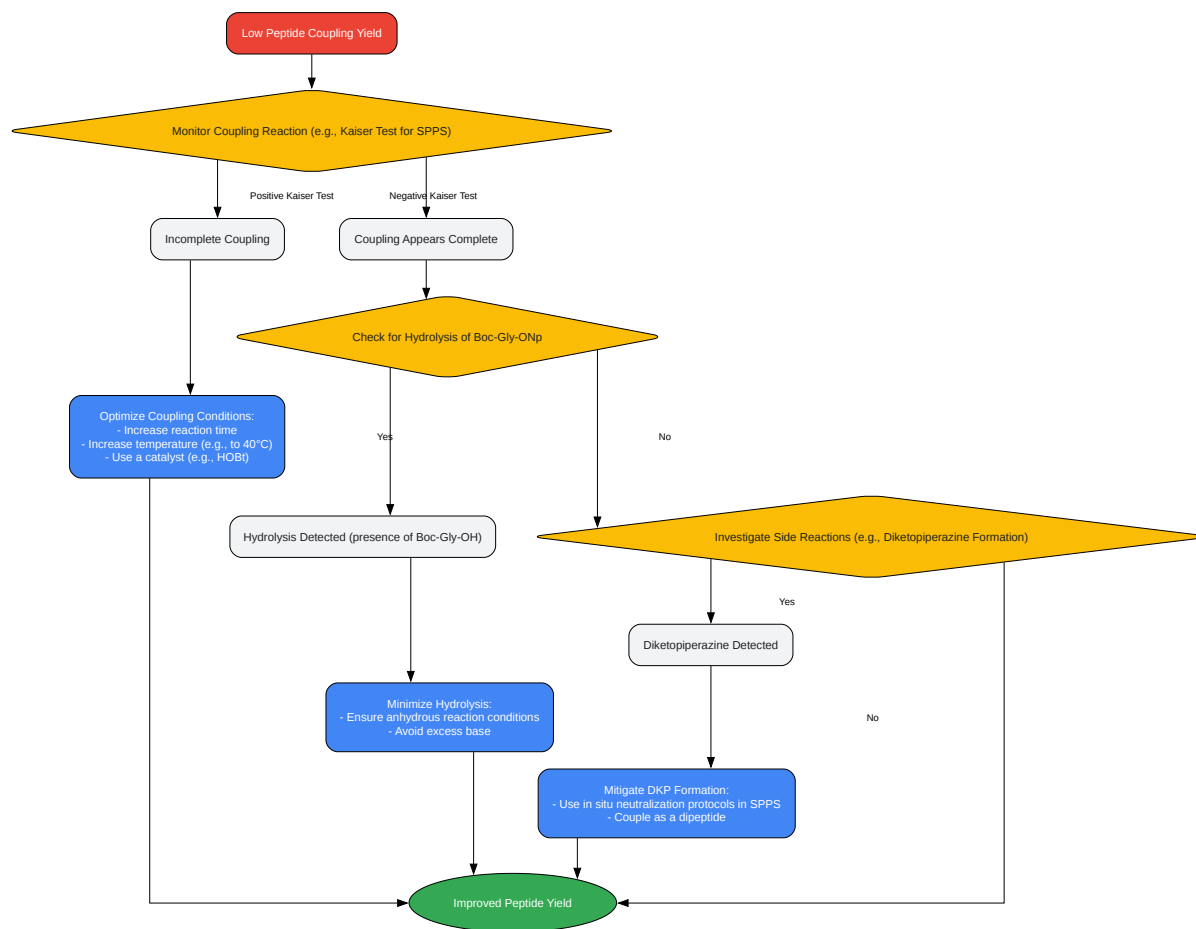 Low Peptide Coupling Yield
Monitor Coupling Reaction (e.g., Kaiser Test for SPPS)
Positive Kaiser Test
Negative Kaiser Test
Incomplete Coupling
Coupling Appears Complete
Check for Hydrolysis of Boc-Gly-ONp
Optimize Coupling Conditions:
- Increase reaction time
- Increase temperature (e.g., to 40°C)
- Use a catalyst (e.g., HOBt)
Yes
No
Hydrolysis Detected (presence of Boc-Gly-OH)
Investigate Side Reactions (e.g., Diketopiperazine Formation)
Yes
Diketopiperazine Detected
Minimize Hydrolysis:
- Ensure anhydrous reaction conditions
- Avoid excess base
No
Mitigate DKP Formation:
- Use in situ neutralization protocols in SPPS
- Couple as a dipeptide
Improved Peptide Yield